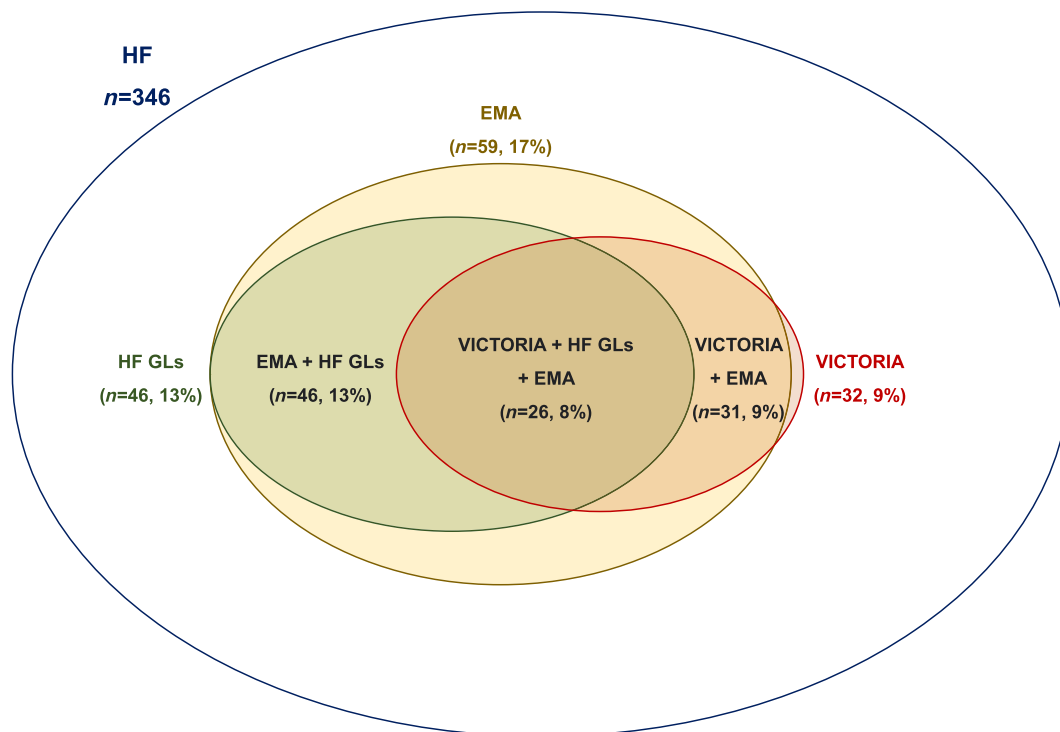 HF
n=346
EMA
(n=59, 17%)
HF GLs
(n=46, 13%)
EMA + HF GLs
(n=46, 13%)
VICTORIA + HF GLs
+ EMA
(n=26, 8%)
VICTORIA
+ EMA
(n=31, 9%)
VICTORIA
(n=32, 9%)